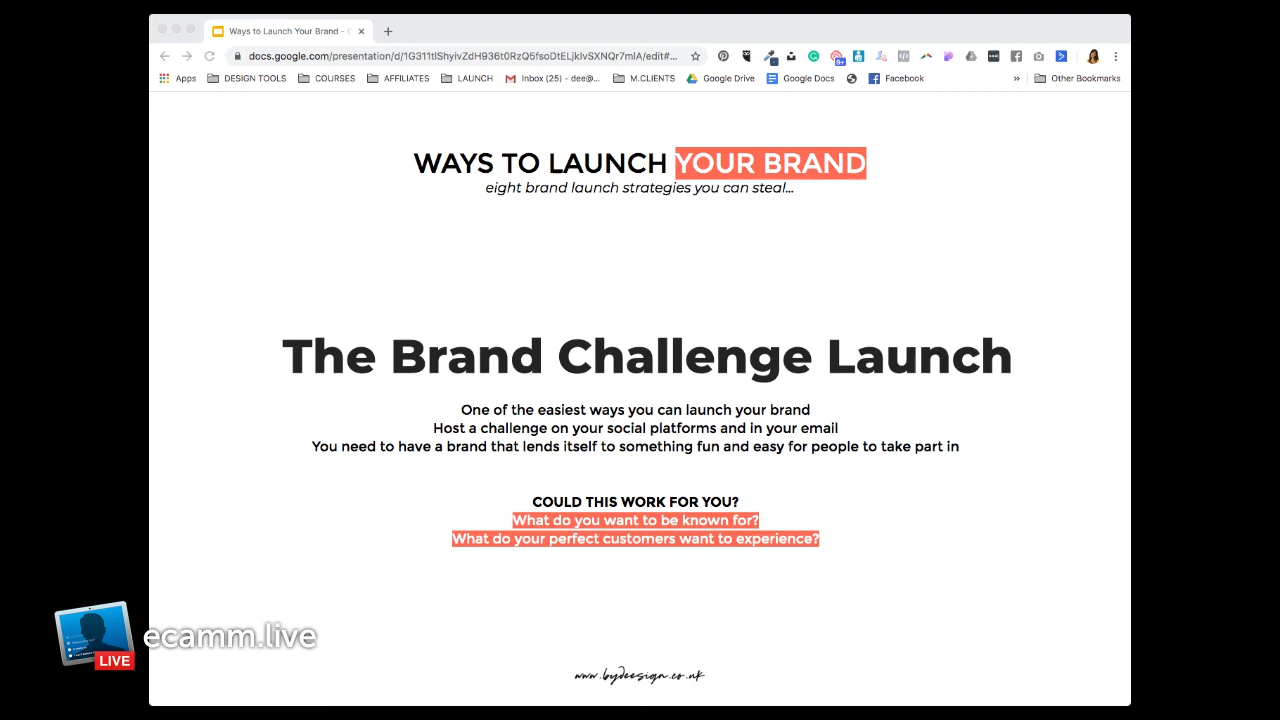 Ways to Launch Your Brand - G
docs.google.com/presentation/d/1G311tlShyivZdH936t0RzQ5fsoDtELjklvSXNQr7mlA/edit#...
9+
Apps DESIGN TOOLS COURSES AFFILIATES LAUNCH Inbox (25) - dee@... M.CLIENTS Google Drive Google Docs Facebook » Other Bookmarks
WAYS TO LAUNCH YOUR BRAND
eight brand launch strategies you can steal...
The Brand Challenge Launch
One of the easiest ways you can launch your brand
Host a challenge on your social platforms and in your email
You need to have a brand that lends itself to something fun and easy for people to take part in
COULD THIS WORK FOR YOU?
What do you want to be known for?
What do your perfect customers want to experience?
ecamm.live
LIVE
www.bydeesign.co.uk